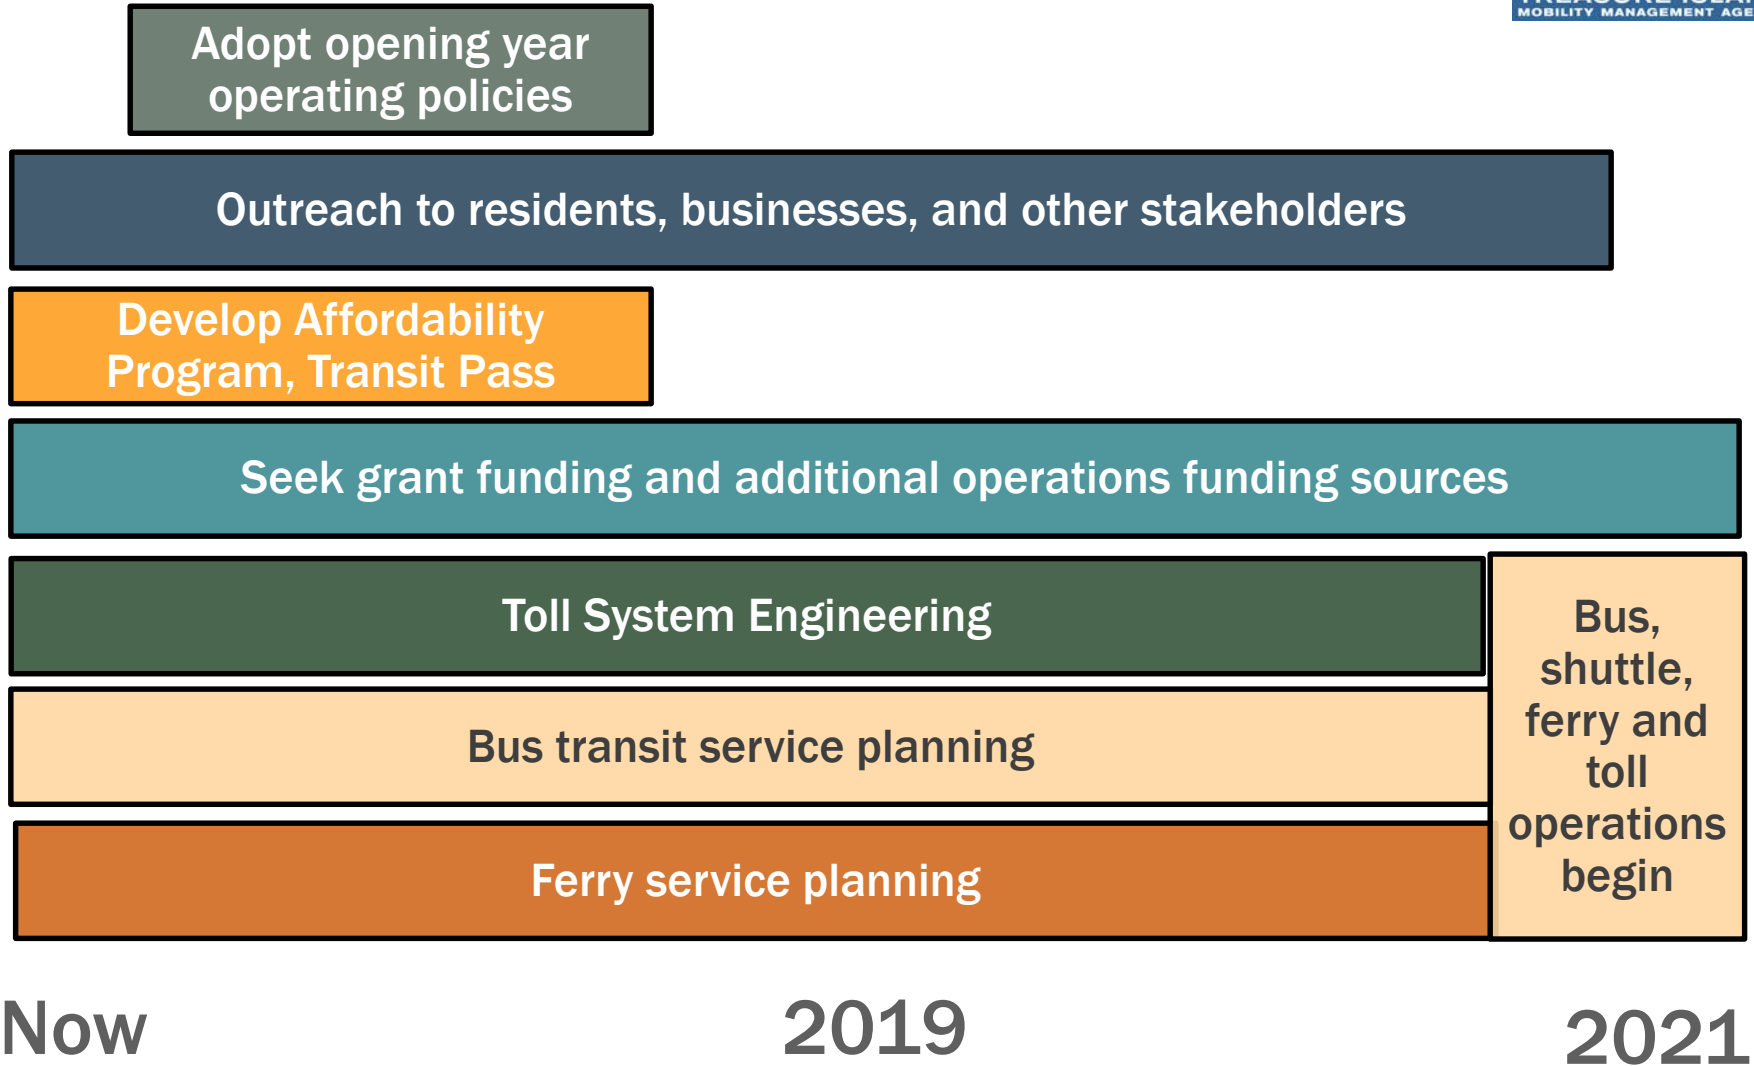 MOBILITY MANAGEMENT
Adopt opening year
operating policies
Outreach to residents, businesses, and other stakeholders
Develop Affordability
Program, Transit Pass
Seek grant funding and additional operations funding sources
Toll System Engineering
Bus transit service planning
Ferry service planning
Bus,
shuttle,
ferry and
toll
operations
begin
Now
2019
2021